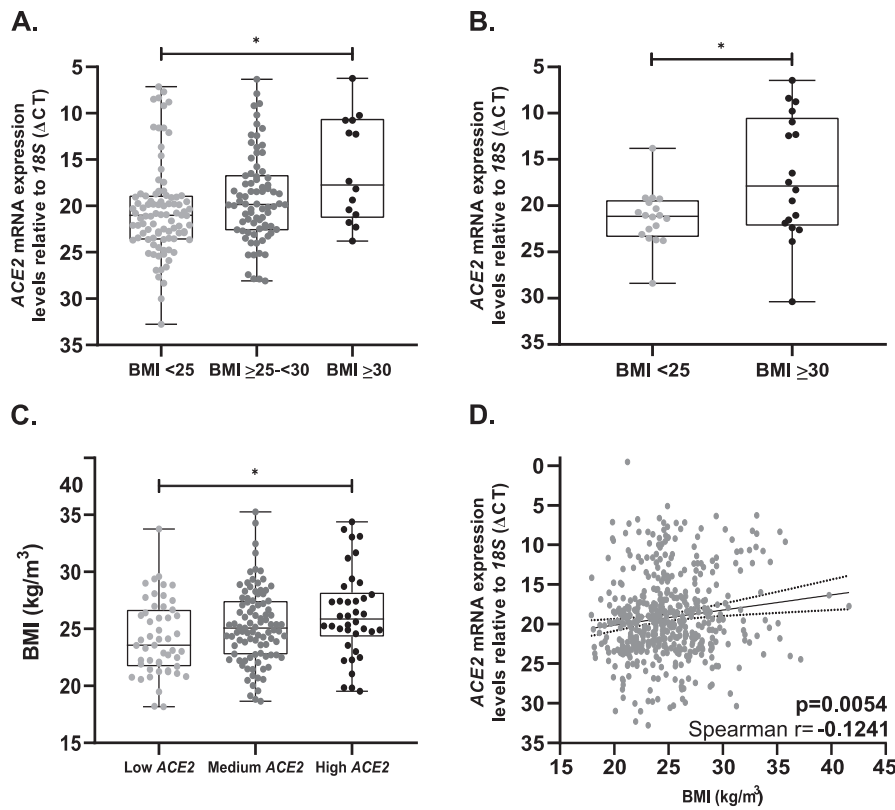 A.
*
ACE2 mRNA expression
levels relative to 18S (ΔCT)
5
10
15
20
25
30
35
BMI <25
BMI ≥25-<30
BMI ≥30
B.
*
ACE2 mRNA expression
levels relative to 18S (ΔCT)
5
10
15
20
25
30
35
BMI <25
BMI ≥30
C.
*
BMI (kg/m³)
40
35
30
25
20
15
Low ACE2
Medium ACE2
High ACE2
D.
ACE2 mRNA expression
levels relative to 18S (ΔCT)
0
5
10
15
20
25
30
35
p=0.0054
Spearman r= -0.1241
15
20
25
30
35
40
45
BMI (kg/m³)